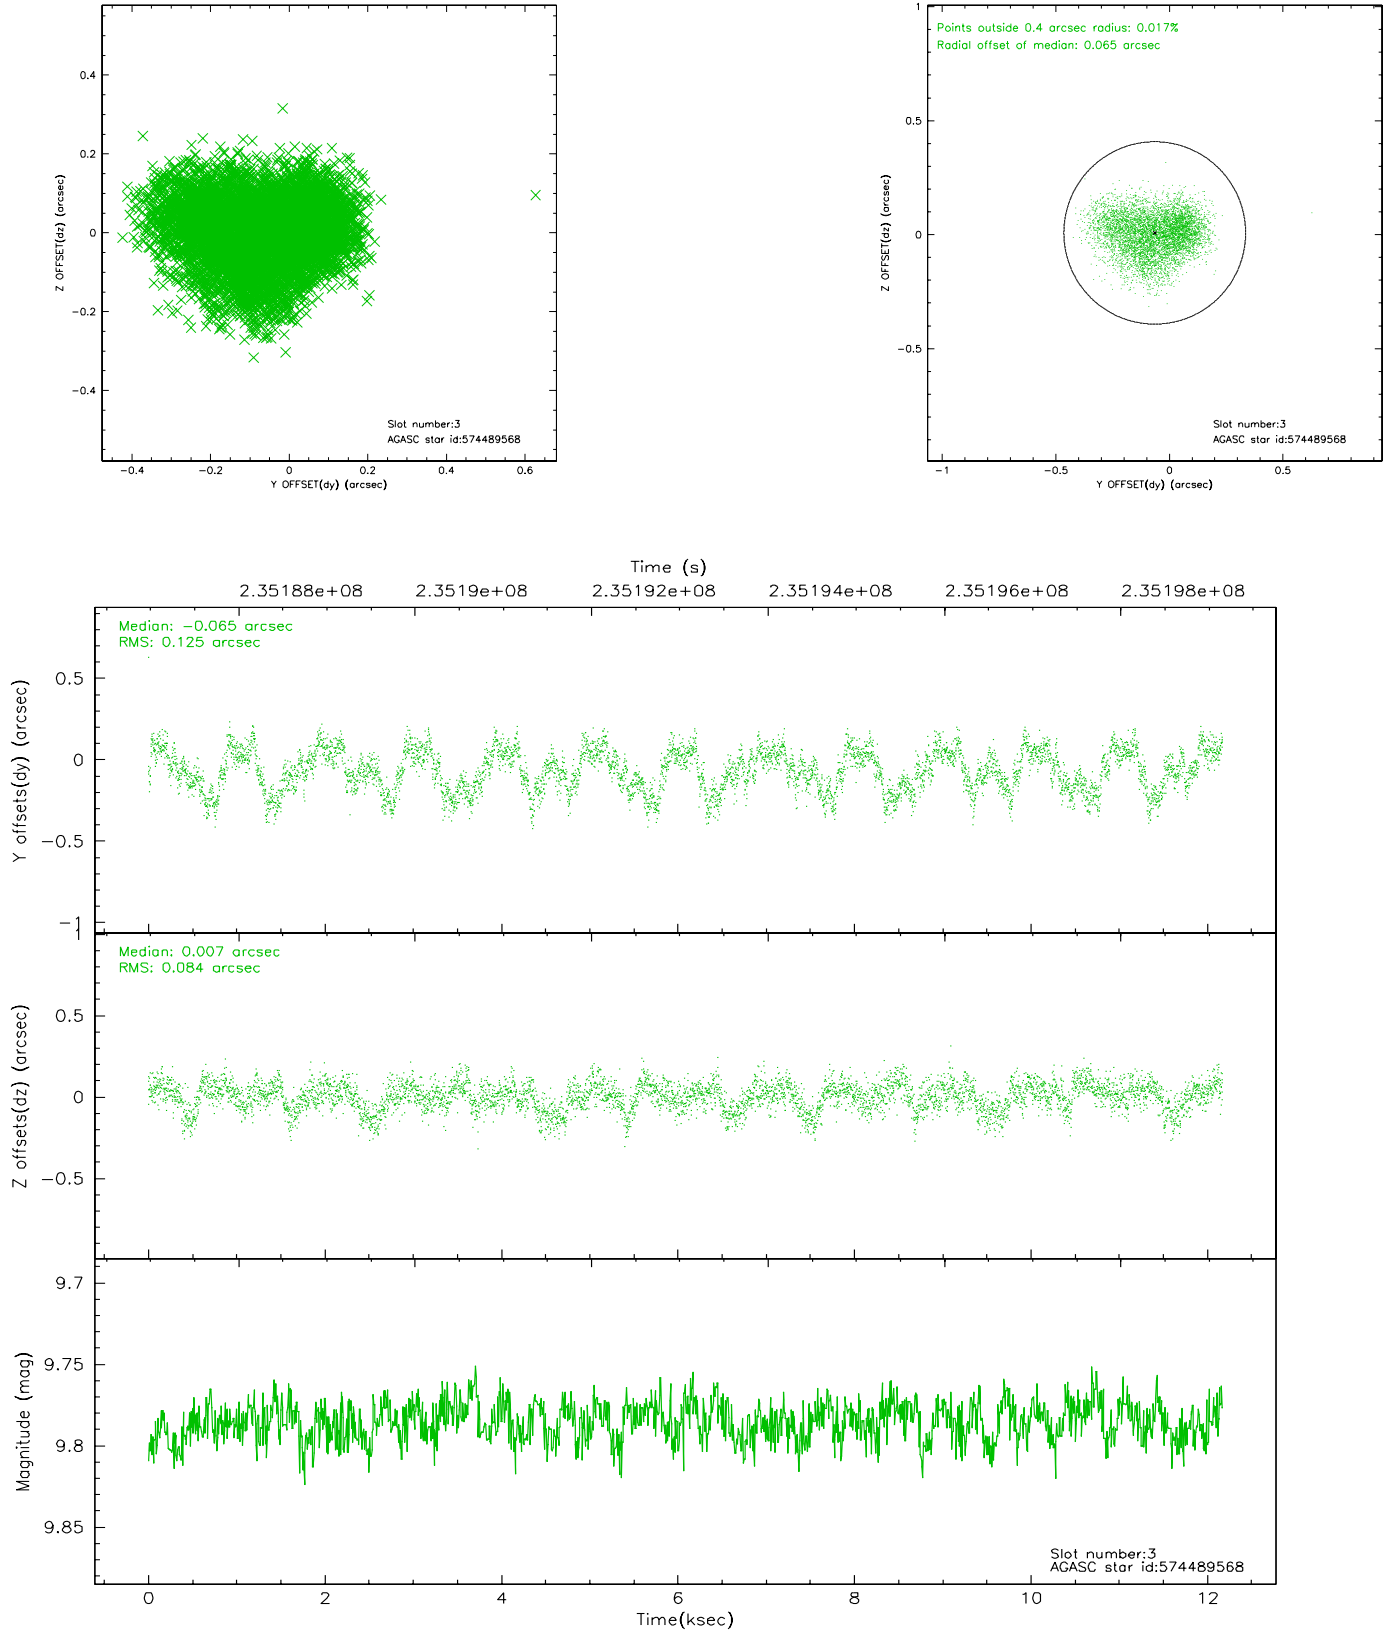 0.4
0.2
0
−0.2
−0.4
Z OFFSET(dz) (arcsec)
Slot number:3
AGASC star id:574489568
−0.4 −0.2 0 0.2 0.4 0.6
Y OFFSET(dy) (arcsec)
Points outside 0.4 arcsec radius: 0.017%
Radial offset of median: 0.065 arcsec
1
0.5
0
−0.5
Z OFFSET(dz) (arcsec)
Slot number:3
AGASC star id:574489568
−1 −0.5 0 0.5
Y OFFSET(dy) (arcsec)
Time (s)
2.35188e+08 2.3519e+08 2.35192e+08 2.35194e+08 2.35196e+08 2.35198e+08
Median: −0.065 arcsec
RMS: 0.125 arcsec
0.5
0
−0.5
−1
Y offsets(dy) (arcsec)
Median: 0.007 arcsec
RMS: 0.084 arcsec
1
0.5
0
−0.5
Z offsets(dz) (arcsec)
9.7
9.75
9.8
9.85
Magnitude (mag)
Slot number:3
AGASC star id:574489568
0 2 4 6 8 10 12
Time(ksec)